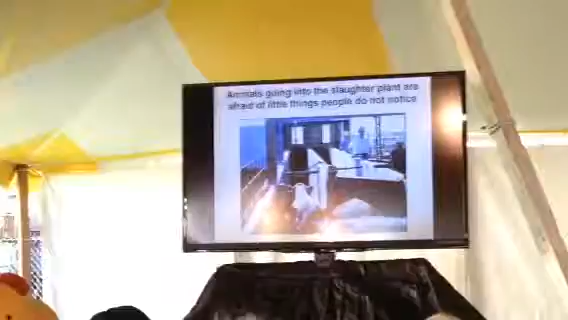 Animals going into the slaughter plant are
afraid of little things people do not notice